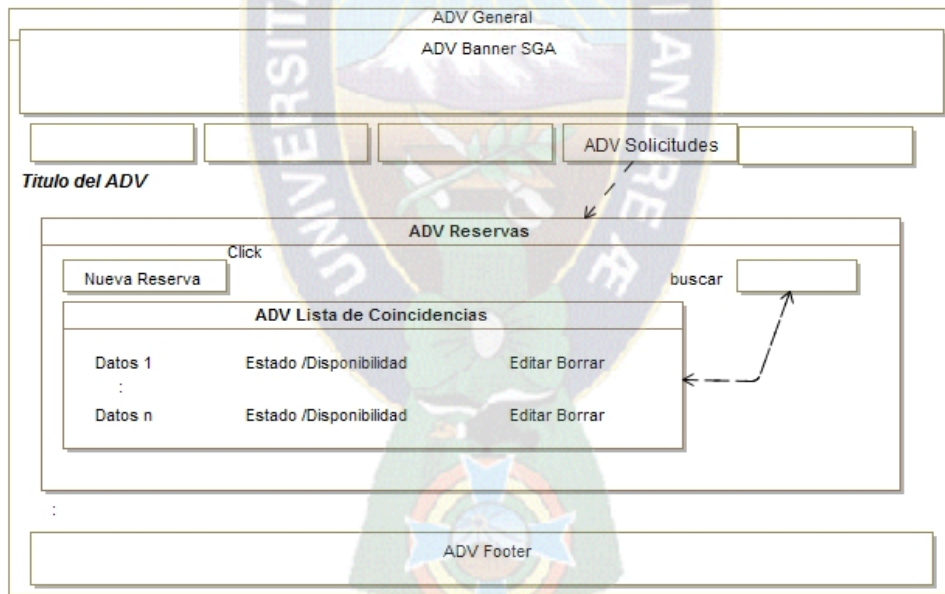 ADV General
ADV Banner SGA
ADV Solicitudes
Titulo del ADV
ADV Reservas
Click
Nueva Reserva
buscar
ADV Lista de Coincidencias
Datos 1 Estado /Disponibilidad Editar Borrar
:
Datos n Estado /Disponibilidad Editar Borrar
:
ADV Footer